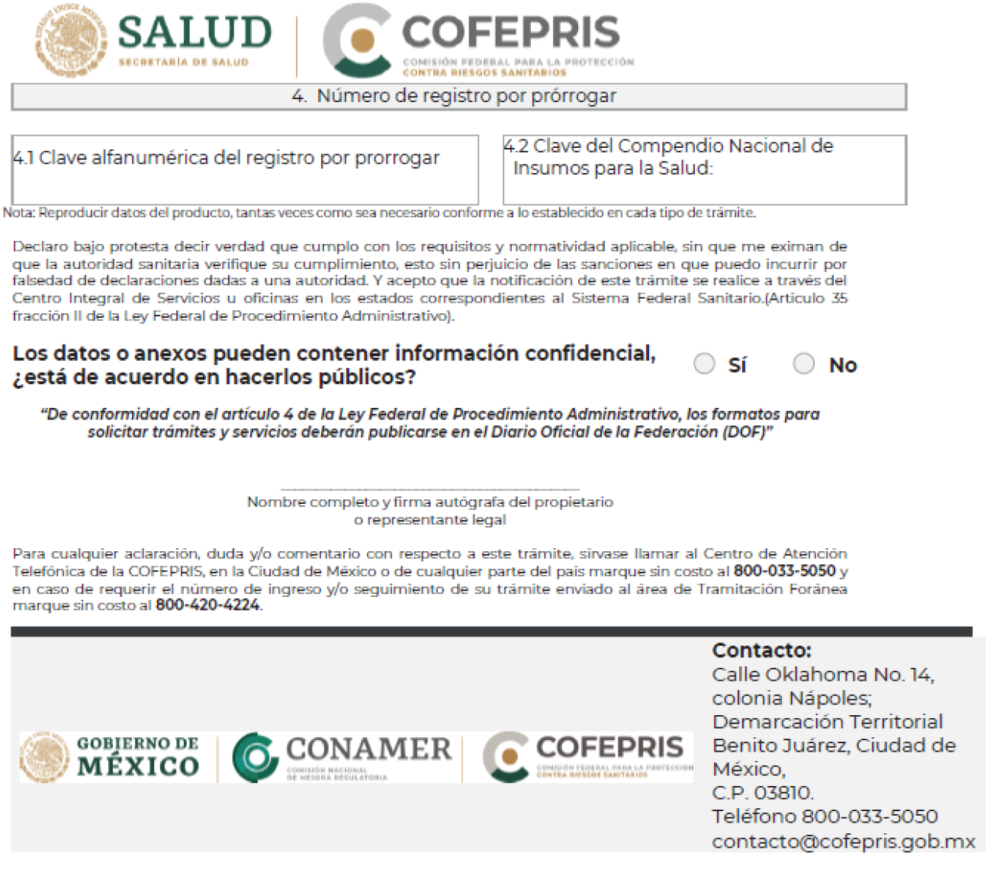 SALUD
SECRETARÍA DE SALUD
COFEPRIS
COMISIÓN FEDERAL PARA LA PROTECCIÓN
CONTRA RIESGOS SANITARIOS
4. Número de registro por prórrogar
4.1 Clave alfanumérica del registro por prorrogar
4.2 Clave del Compendio Nacional de
Insumos para la Salud:
Nota: Reproducir datos del producto, tantas veces como sea necesario conforme a lo establecido en cada tipo de trámite.
Declaro bajo protesta decir verdad que cumplo con los requisitos y normatividad aplicable, sin que me eximan de
que la autoridad sanitaria verifique su cumplimiento, esto sin perjuicio de las sanciones en que puedo incurrir por
falsedad de declaraciones dadas a una autoridad. Y acepto que la notificación de este trámite se realice a través del
Centro Integral de Servicios u oficinas en los estados correspondientes al Sistema Federal Sanitario.(Artículo 35
fracción II de la Ley Federal de Procedimiento Administrativo).
Los datos o anexos pueden contener información confidencial,
¿está de acuerdo en hacerlos públicos?
Sí
No
“De conformidad con el artículo 4 de la Ley Federal de Procedimiento Administrativo, los formatos para
solicitar trámites y servicios deberán publicarse en el Diario Oficial de la Federación (DOF)”
Nombre completo y firma autógrafa del propietario
o representante legal
Para cualquier aclaración, duda y/o comentario con respecto a este trámite, sírvase llamar al Centro de Atención
Telefónica de la COFEPRIS, en la Ciudad de México o de cualquier parte del país marque sin costo al 800-033-5050 y
en caso de requerir el número de ingreso y/o seguimiento de su trámite enviado al área de Tramitación Foránea
marque sin costo al 800-420-4224.
GOBIERNO DE
MÉXICO
CONAMER
COMISIÓN NACIONAL
DE MEJORA REGULATORIA
COFEPRIS
COMISIÓN FEDERAL PARA LA PROTECCIÓN
CONTRA RIESGOS SANITARIOS
Contacto:
Calle Oklahoma No. 14,
colonia Nápoles;
Demarcación Territorial
Benito Juárez, Ciudad de
México,
C.P. 03810.
Teléfono 800-033-5050
contacto@cofepris.gob.mx